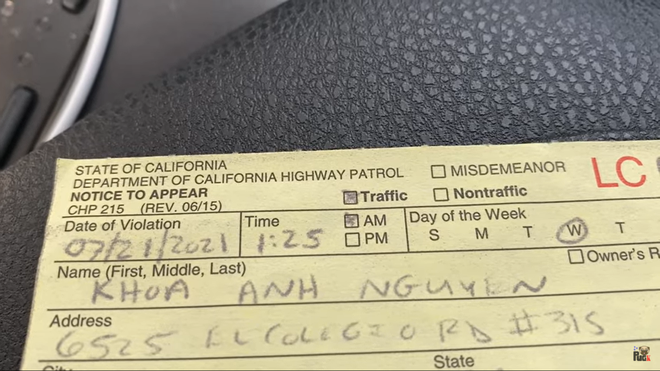 STATE OF CALIFORNIA
DEPARTMENT OF CALIFORNIA HIGHWAY PATROL
MISDEMEANOR
LC
NOTICE TO APPEAR
Traffic
Nontraffic
CHP 215 (REV. 06/15)
Date of Violation
Time
AM
Day of the Week
07/21/2021
1:25
PM
S M T W T
Name (First, Middle, Last)
Owner's R
KHOA ANH NGUYEN
Address
6525 EL COLEGIO RD #315
State